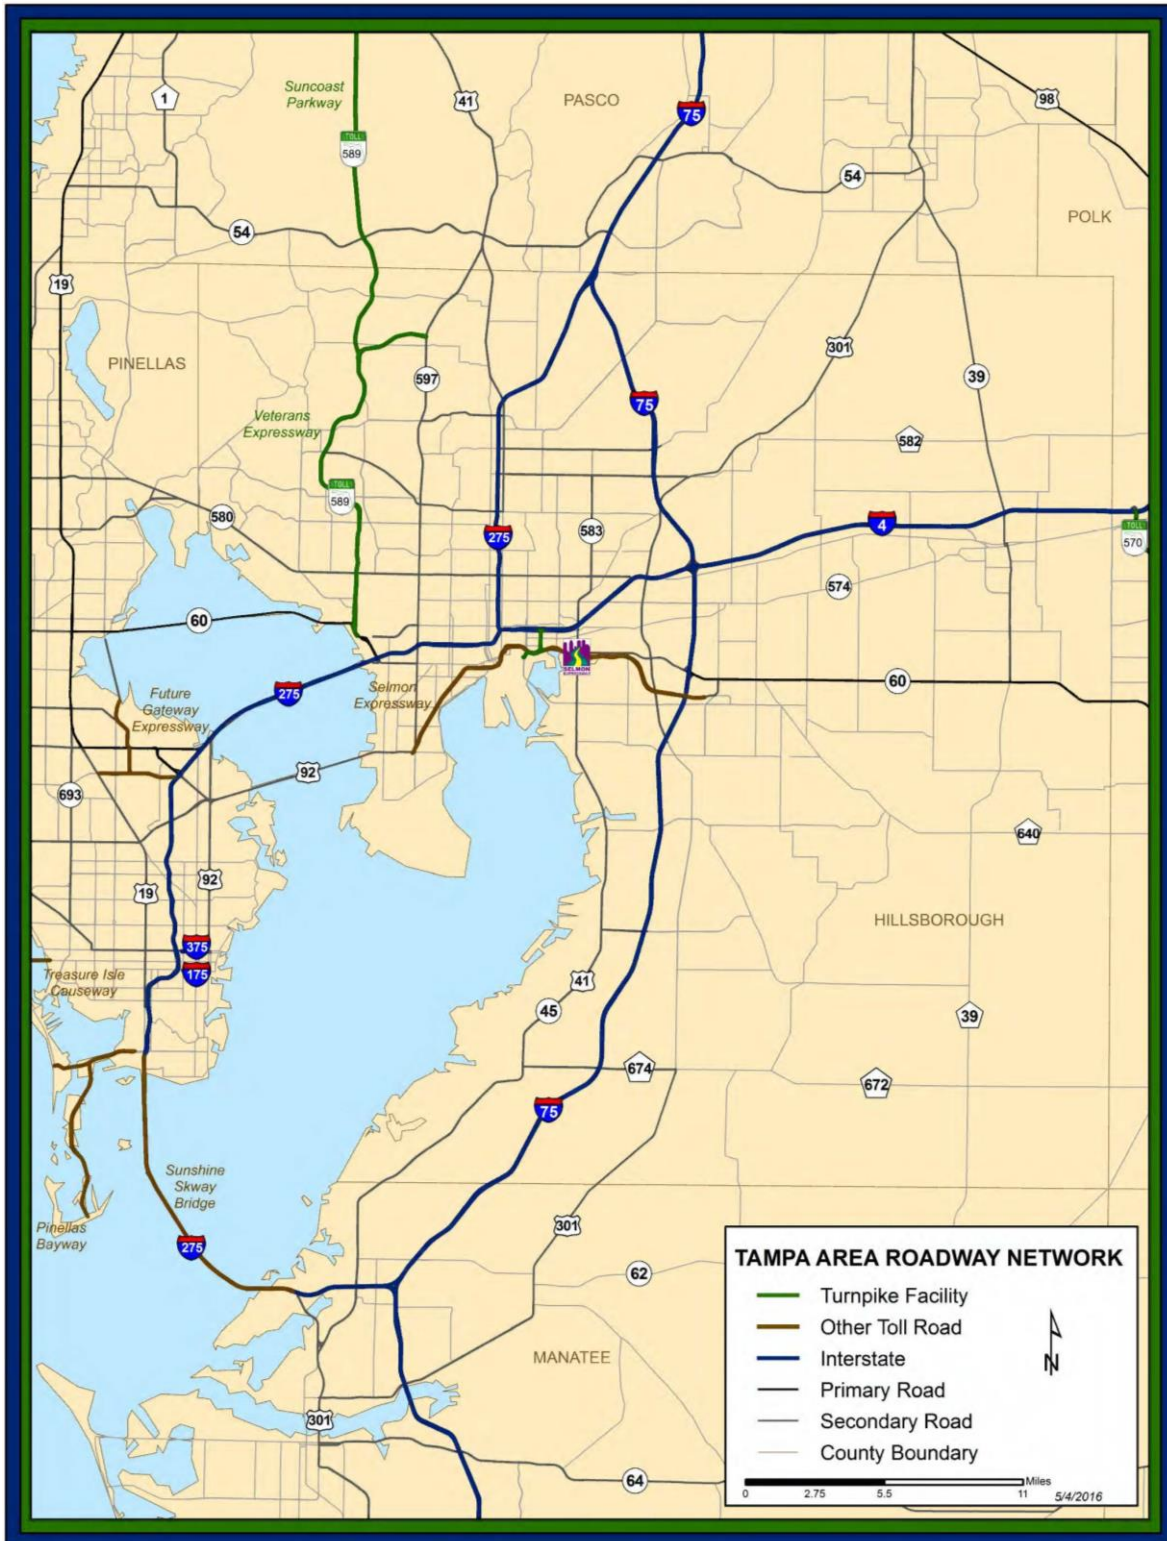 Suncoast
Parkway
1
41
PASCO
98
75
TOLL
589
54
54
POLK
19
PINELLAS
301
39
597
75
Veterans
Expressway
582
TOLL
589
580
275
583
4
TOLL
570
574
60
SELMON
EXPRESSWAY
60
Future
Gateway
Expressway
275
Selmon
Expressway
92
693
640
19
92
HILLSBOROUGH
375
175
Treasure Isle
Causeway
41
45
39
674
672
75
Sunshine
Skway
Bridge
Pinellas
Bayway
301
275
62
MANATEE
301
64
TAMPA AREA ROADWAY NETWORK
Turnpike Facility
Other Toll Road
Interstate
Primary Road
Secondary Road
County Boundary
N
Miles
0 2.75 5.5 11
5/4/2016